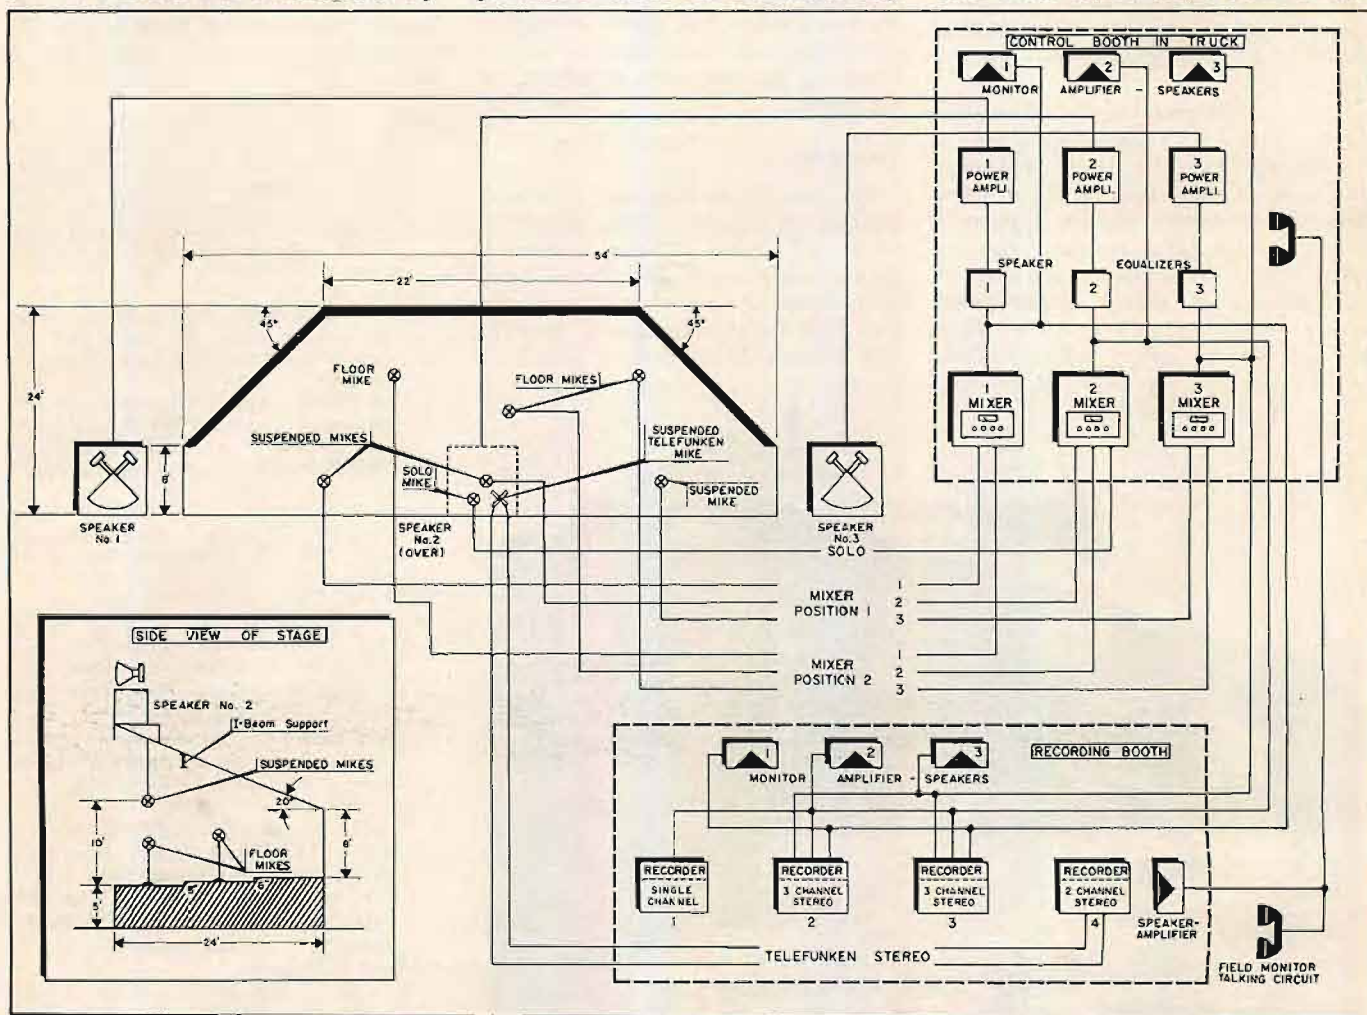 CONTROL BOOTH IN TRUCK
1
2
3
MONITOR AMPLIFIER - SPEAKERS
1 POWER AMPLI.
2 POWER AMPLI.
3 POWER AMPLI.
SPEAKER EQUALIZERS
1
2
3
1 MIXER
2 MIXER
3 MIXER
54'
22'
45°
45°
24'
FLOOR MIKE
FLOOR MIKES
SUSPENDED MIKES
SUSPENDED TELEFUNKEN MIKE
SOLO MIKE
SUSPENDED MIKE
SPEAKER No. 1
SPEAKER No. 2 (OVER)
SPEAKER No. 3
SOLO
MIXER POSITION 1
1
2
3
MIXER POSITION 2
1
2
3
SIDE VIEW OF STAGE
SPEAKER No. 2
I-Beam Support
SUSPENDED MIKES
20°
10'
FLOOR MIKES
5'
24'
RECORDING BOOTH
1
2
3
MONITOR AMPLIFIER - SPEAKERS
RECORDER SINGLE CHANNEL
1
RECORDER 3 CHANNEL STEREO
2
RECORDER 3 CHANNEL STEREO
3
RECORDER 2 CHANNEL STEREO
4
SPEAKER-AMPLIFIER
TELEFUNKEN STEREO
FIELD MONITOR TALKING CIRCUIT